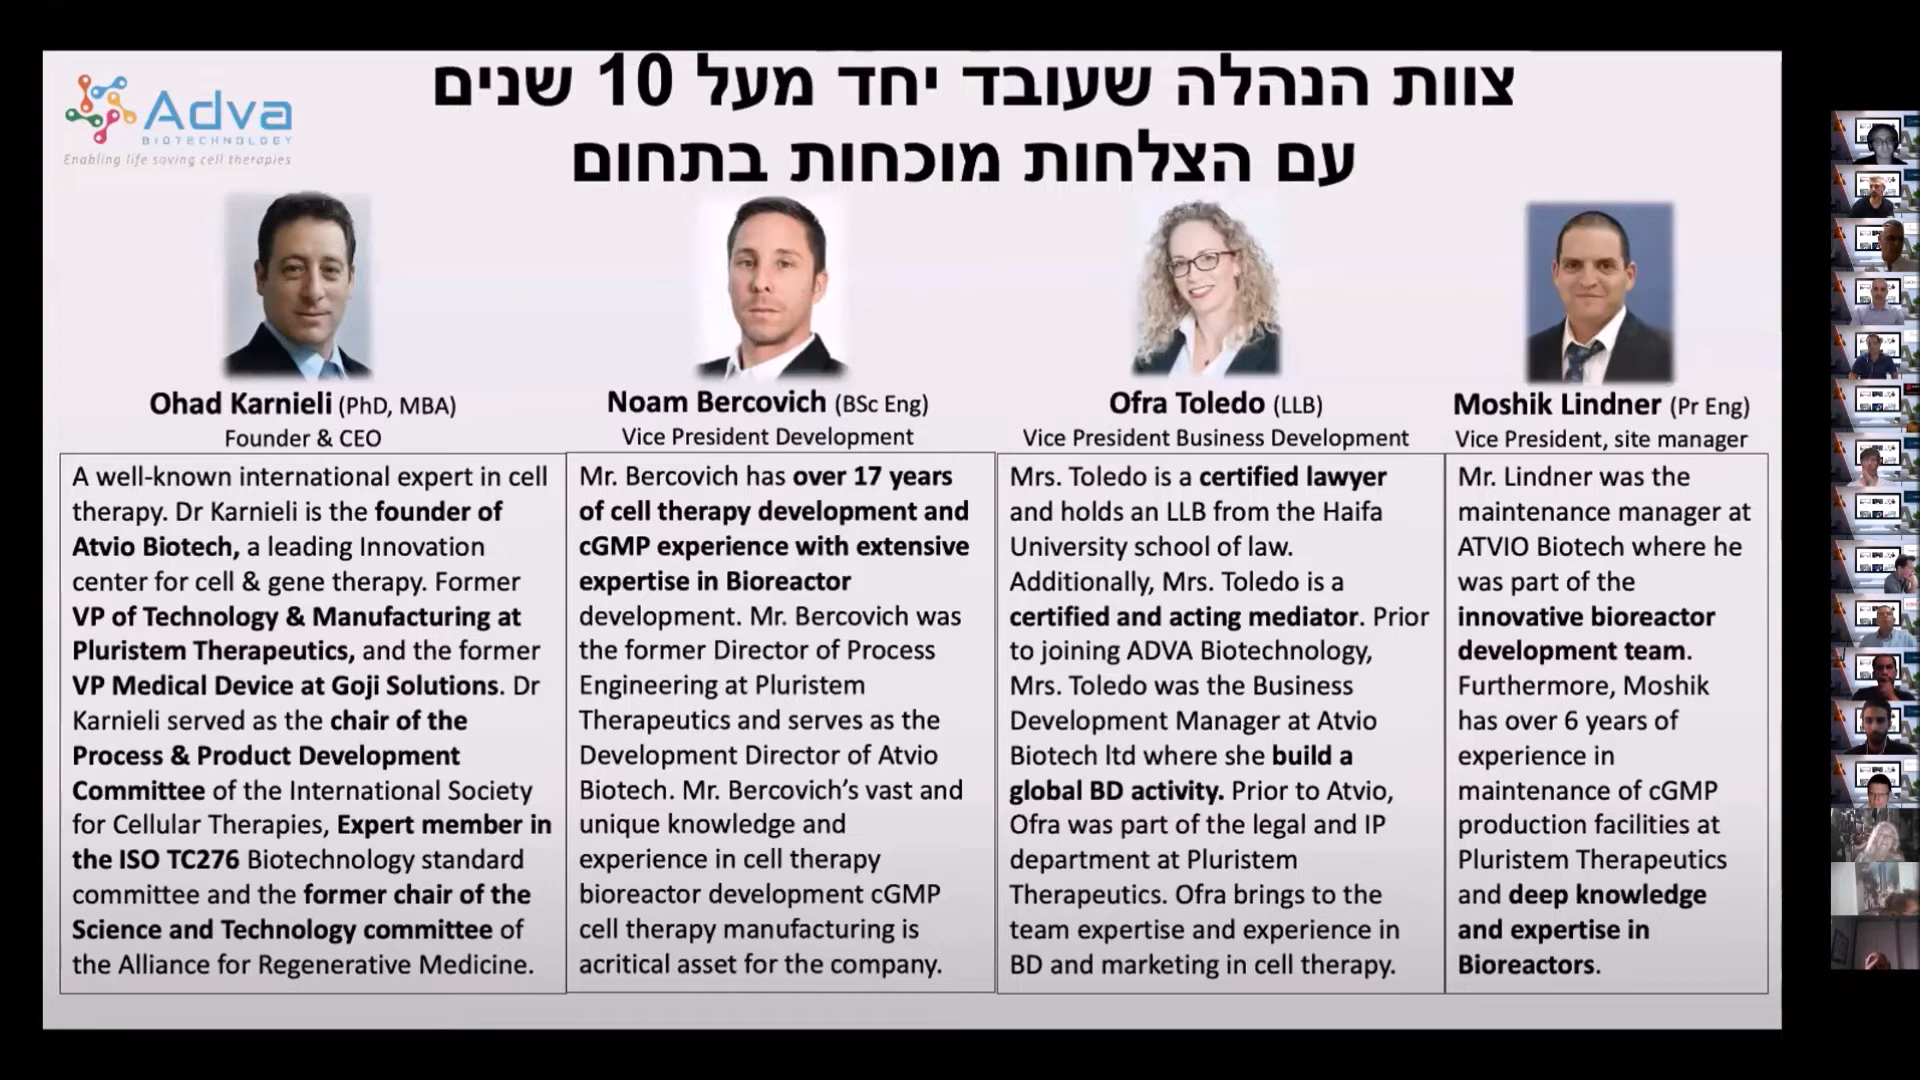 צוות הנהלה שעובד יחד מעל 10 שנים
עם הצלחות מוכחות בתחום
Adva
BIOTECHNOLOGY
Enabling life saving cell therapies
Ohad Karnieli (PhD, MBA)
Founder & CEO
A well-known international expert in cell
therapy. Dr Karnieli is the founder of
Atvio Biotech, a leading Innovation
center for cell & gene therapy. Former
VP of Technology & Manufacturing at
Pluristem Therapeutics, and the former
VP Medical Device at Goji Solutions. Dr
Karnieli served as the chair of the
Process & Product Development
Committee of the International Society
for Cellular Therapies, Expert member in
the ISO TC276 Biotechnology standard
committee and the former chair of the
Science and Technology committee of
the Alliance for Regenerative Medicine.
Noam Bercovich (BSc Eng)
Vice President Development
Mr. Bercovich has over 17 years
of cell therapy development and
cGMP experience with extensive
expertise in Bioreactor
development. Mr. Bercovich was
the former Director of Process
Engineering at Pluristem
Therapeutics and serves as the
Development Director of Atvio
Biotech. Mr. Bercovich’s vast and
unique knowledge and
experience in cell therapy
bioreactor development cGMP
cell therapy manufacturing is
acritical asset for the company.
Ofra Toledo (LLB)
Vice President Business Development
Mrs. Toledo is a certified lawyer
and holds an LLB from the Haifa
University school of law.
Additionally, Mrs. Toledo is a
certified and acting mediator. Prior
to joining ADVA Biotechnology,
Mrs. Toledo was the Business
Development Manager at Atvio
Biotech ltd where she build a
global BD activity. Prior to Atvio,
Ofra was part of the legal and IP
department at Pluristem
Therapeutics. Ofra brings to the
team expertise and experience in
BD and marketing in cell therapy.
Moshik Lindner (Pr Eng)
Vice President, site manager
Mr. Lindner was the
maintenance manager at
ATVIO Biotech where he
was part of the
innovative bioreactor
development team.
Furthermore, Moshik
has over 6 years of
experience in
maintenance of cGMP
production facilities at
Pluristem Therapeutics
and deep knowledge
and expertise in
Bioreactors.